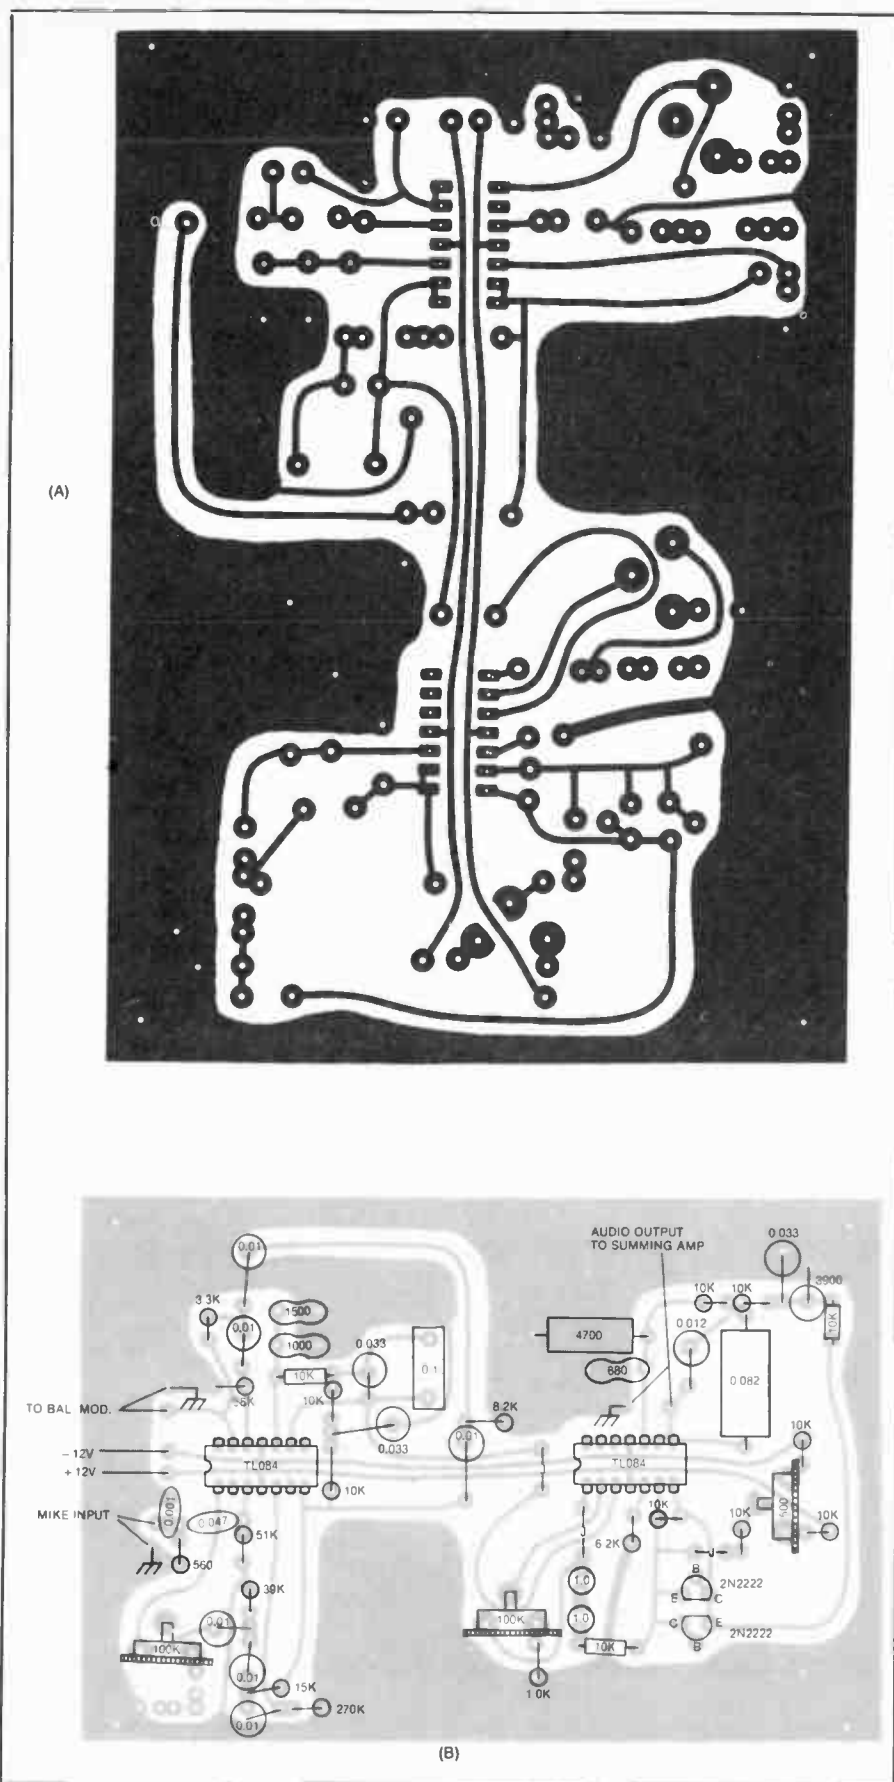 (A)
AUDIO OUTPUT
TO SUMMING AMP
0.033
0.01
3.3K
10K
10K
3900
1500
0.01
10K
4700
0.012
1000
0.033
680
0.1
0.082
10K
10K
TO BAL MOD.
8.2K
0.033
0.01
10K
− 12V
TL084
TL084
+ 12V
10K
500
0.001
MIKE INPUT
0.047
51K
10K
10K
10K
6.2K
J
J
J
560
39K
1.0
B
2N2222
E
C
0.01
100K
100K
1.0
C
E
2N2222
B
10K
0.01
15K
1.0K
270K
0.01
(B)